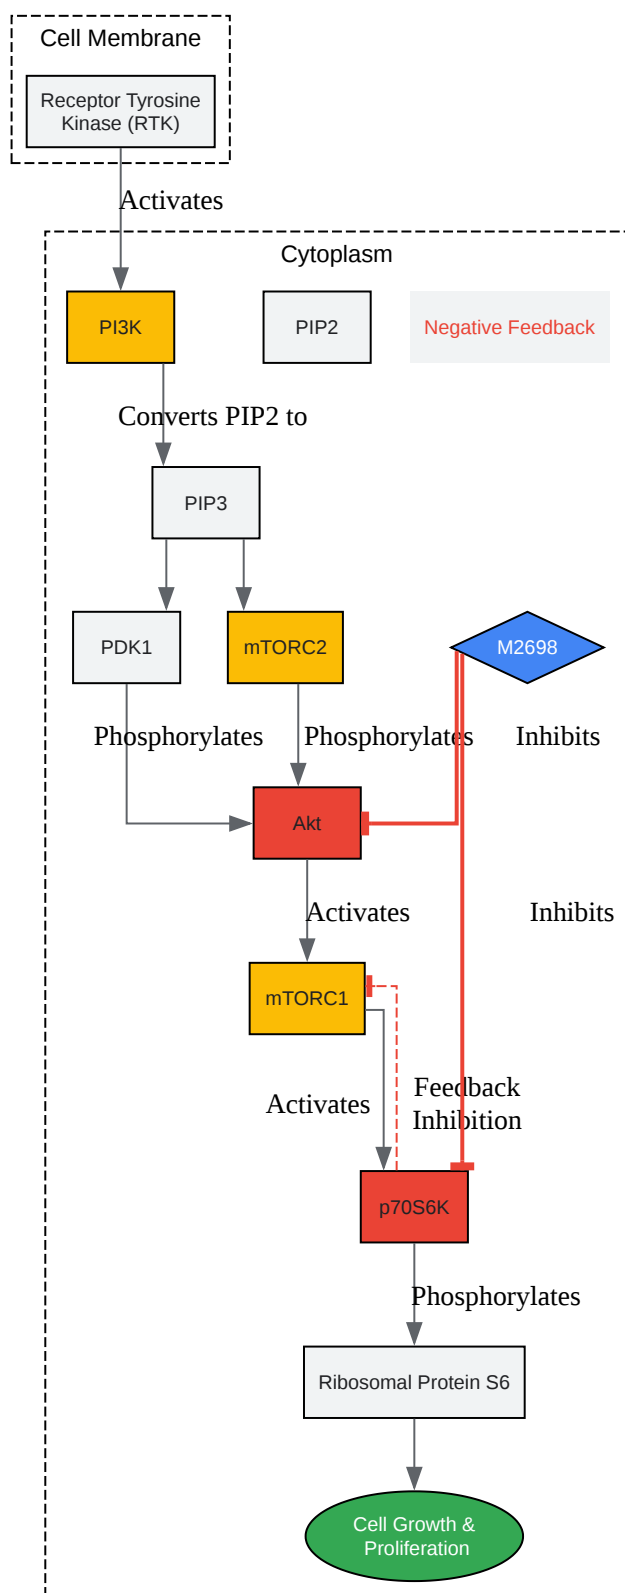 Cell Membrane
Receptor Tyrosine
Kinase (RTK)
Activates
Cytoplasm
PI3K
PIP2
Negative Feedback
Converts PIP2 to
PIP3
PDK1
mTORC2
M2698
Phosphorylates
Phosphorylates
Inhibits
Akt
Activates
Inhibits
mTORC1
Activates
Feedback
Inhibition
p70S6K
Phosphorylates
Ribosomal Protein S6
Cell Growth &
Proliferation